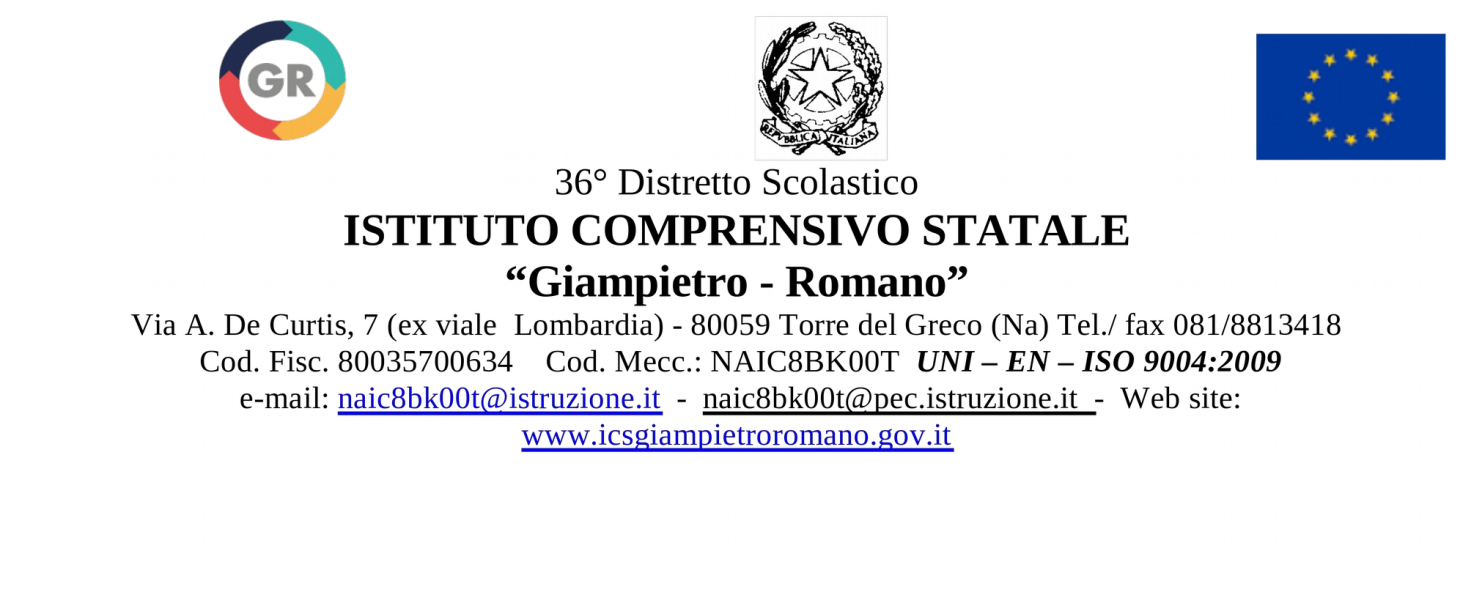 GR
REPVBBLICA ITALIANA
36° Distretto Scolastico
ISTITUTO COMPRENSIVO STATALE
“Giampietro - Romano”
Via A. De Curtis, 7 (ex viale  Lombardia) - 80059 Torre del Greco (Na) Tel./ fax 081/8813418
Cod. Fisc. 80035700634    Cod. Mecc.: NAIC8BK00T  UNI – EN – ISO 9004:2009
e-mail: naic8bk00t@istruzione.it  -  naic8bk00t@pec.istruzione.it  -  Web site:
www.icsgiampietroromano.gov.it